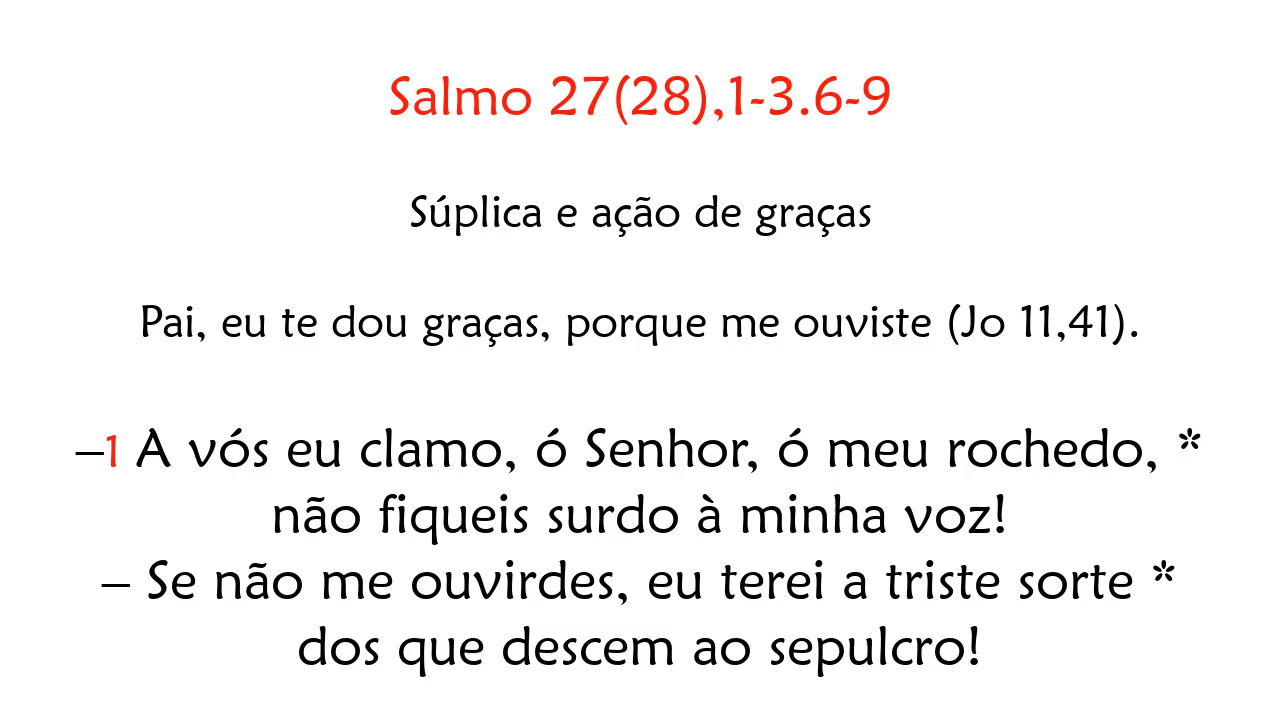 Salmo 27(28),1-3.6-9
Súplica e ação de graças
Pai, eu te dou graças, porque me ouviste (Jo 11,41).
–1 A vós eu clamo, ó Senhor, ó meu rochedo, *
não fiqueis surdo à minha voz!
– Se não me ouvirdes, eu terei a triste sorte *
dos que descem ao sepulcro!